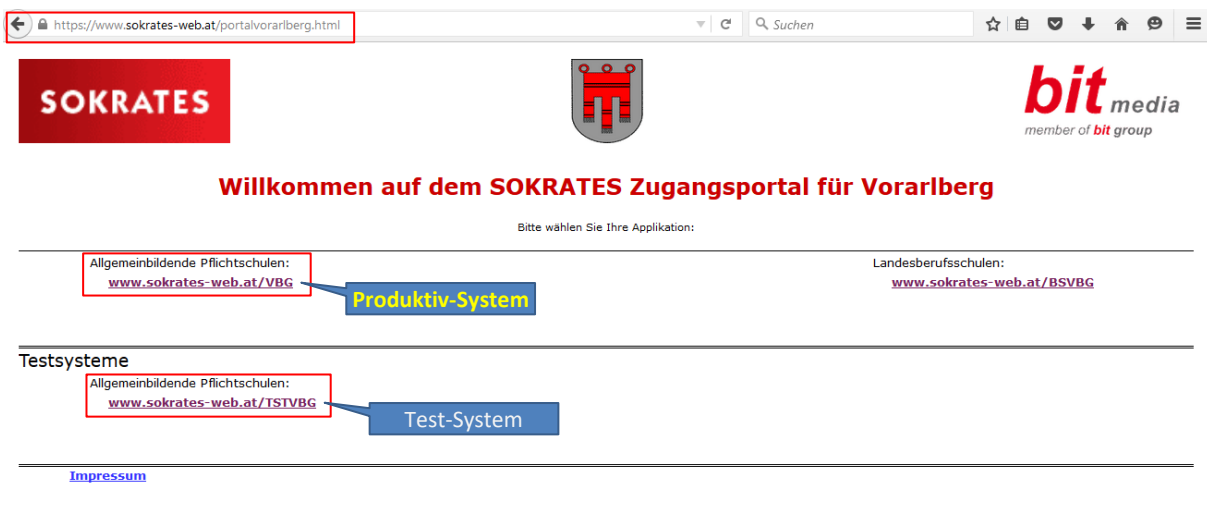 https://www.sokrates-web.at/portalvorarlberg.html
Suchen
SOKRATES
bit media
member of bit group
Willkommen auf dem SOKRATES Zugangsportal für Vorarlberg
Bitte wählen Sie Ihre Applikation:
Allgemeinbildende Pflichtschulen:
www.sokrates-web.at/VBG
Produktiv-System
Landesberufsschulen:
www.sokrates-web.at/BSVBG
Testsysteme
Allgemeinbildende Pflichtschulen:
www.sokrates-web.at/TSTVBG
Test-System
Impressum